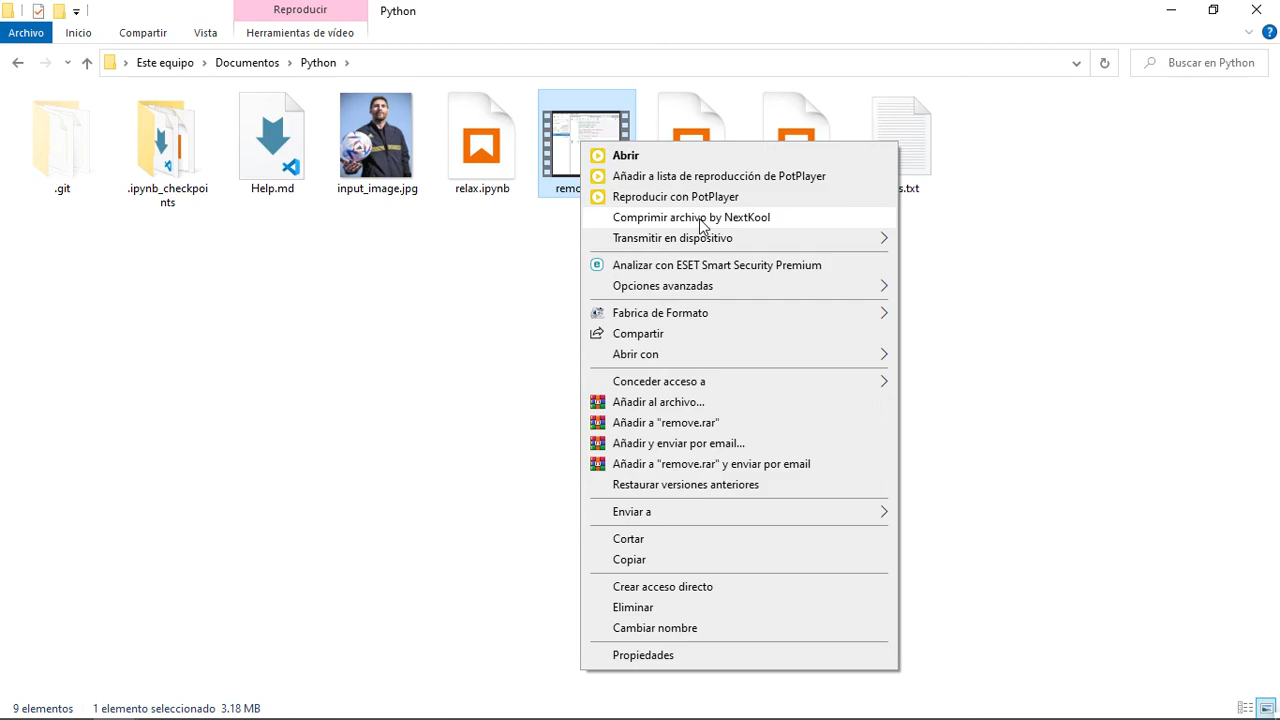 Reproducir
Python
Archivo
Inicio
Compartir
Vista
Herramientas de vídeo
Este equipo
Documentos
Python
Buscar en Python
.git
.ipynb_checkpoi
nts
Help.md
input_image.jpg
relax.ipynb
Abrir
Añadir a lista de reproducción de PotPlayer
Reproducir con PotPlayer
Comprimir archivo by NextKool
Transmitir en dispositivo
Analizar con ESET Smart Security Premium
Opciones avanzadas
Fabrica de Formato
Compartir
Abrir con
Conceder acceso a
Añadir al archivo...
Añadir a "remove.rar"
Añadir y enviar por email...
Añadir a "remove.rar" y enviar por email
Restaurar versiones anteriores
Enviar a
Cortar
Copiar
Crear acceso directo
Eliminar
Cambiar nombre
Propiedades
9 elementos
1 elemento seleccionado 3.18 MB